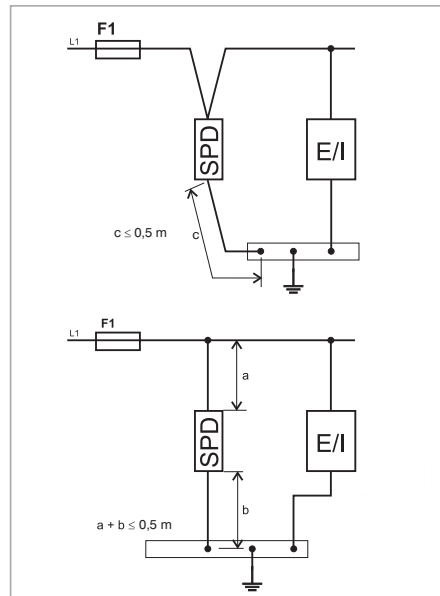 F1
L1
SPD
E/I
c ≤ 0,5 m
c
F1
L1
a
SPD
E/I
b
a + b ≤ 0,5 m